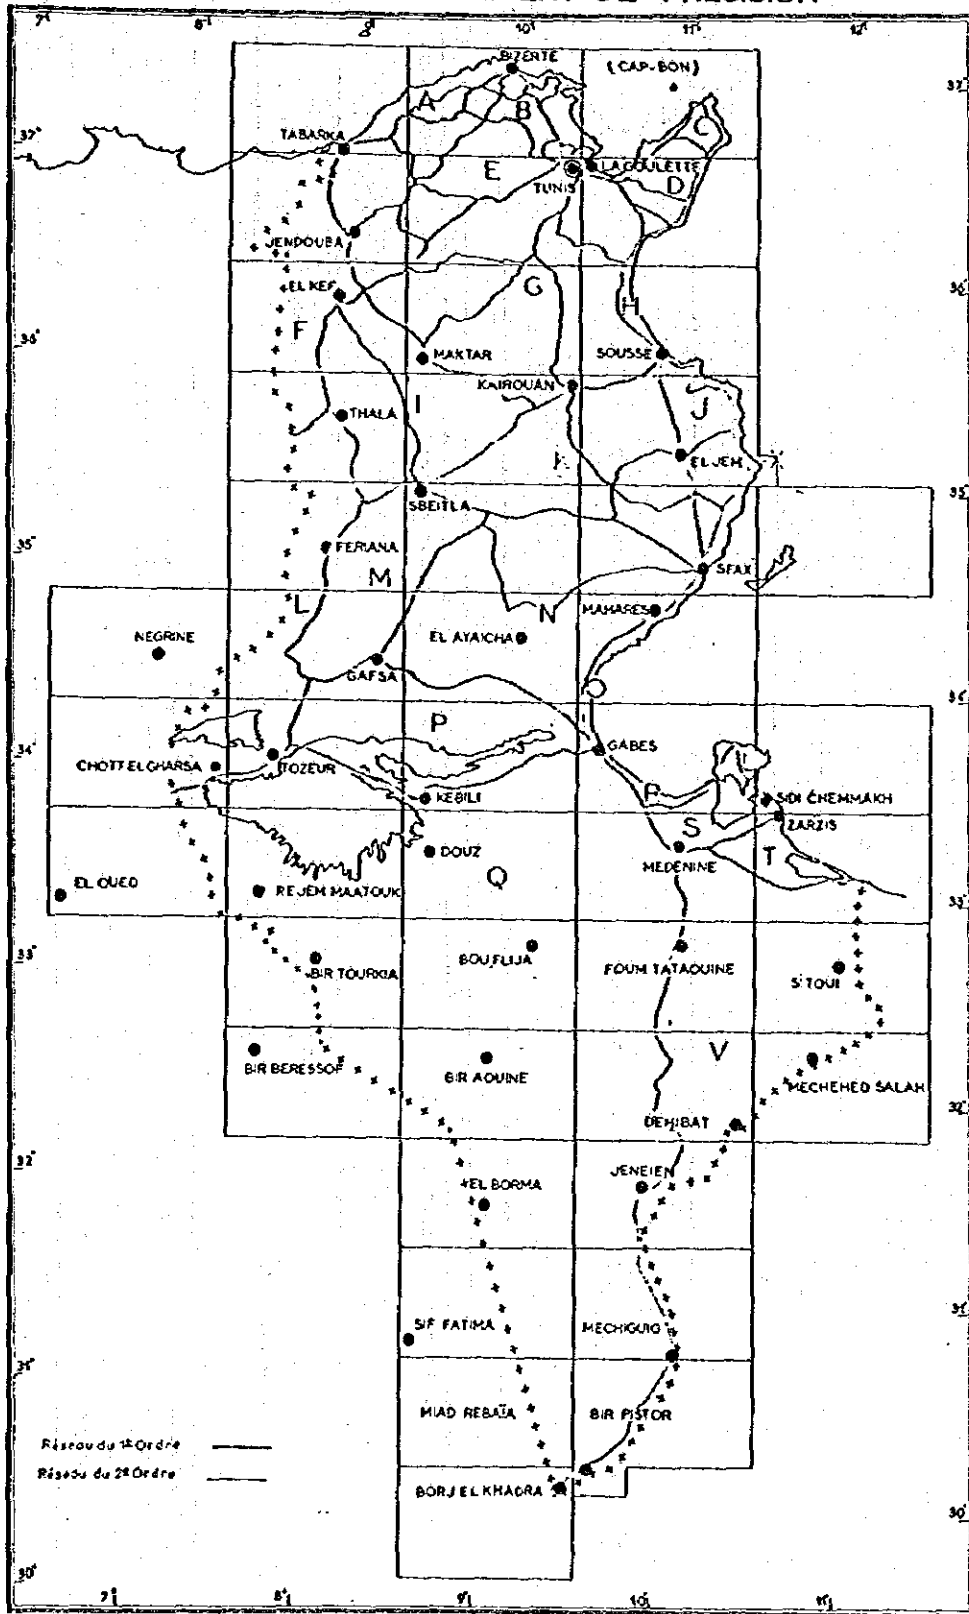 7°
8°
9°
10°
11°
12°
BIZERTE
(CAP-BON)
37°
A
B
C
37°
TABARKA
E
LA GOULETTE
TUNIS
D
JENDOUBA
EL KEF
G
36°
F
H
36°
MAKTAR
SOUSSE
KAIROUAN
THALA
I
J
K
EL JEM
SBEITLA
35°
35°
FERIANA
M
SFAX
L
N
MAHARES
NEGRINE
EL AYAICHA
GAFSA
O
34°
P
GABES
34°
CHOTT EL GHARSA
TOZEUR
KEBILI
R
SIDI CHEMMAKH
ZARZIS
DOUZ
S
MEDENINE
T
Q
EL OUED
REJEM MAATOUK
33°
33°
BIR TOURKIA
BOUFLIJA
FOUM TATAOUINE
SITOUI
BIR BERESSOF
BIR AOUINE
V
MECHEHED SALAH
32°
DEHIBAT
32°
JENEIEN
EL BORMA
31°
SIF FATIMA
MECHIGUIG
31°
MIAD REBAÏA
BIR PISTOR
Réseau du 1er Ordre
Réseau du 2e Ordre
BORJ EL KHADRA
30°
30°
7°
8°
9°
10°
11°